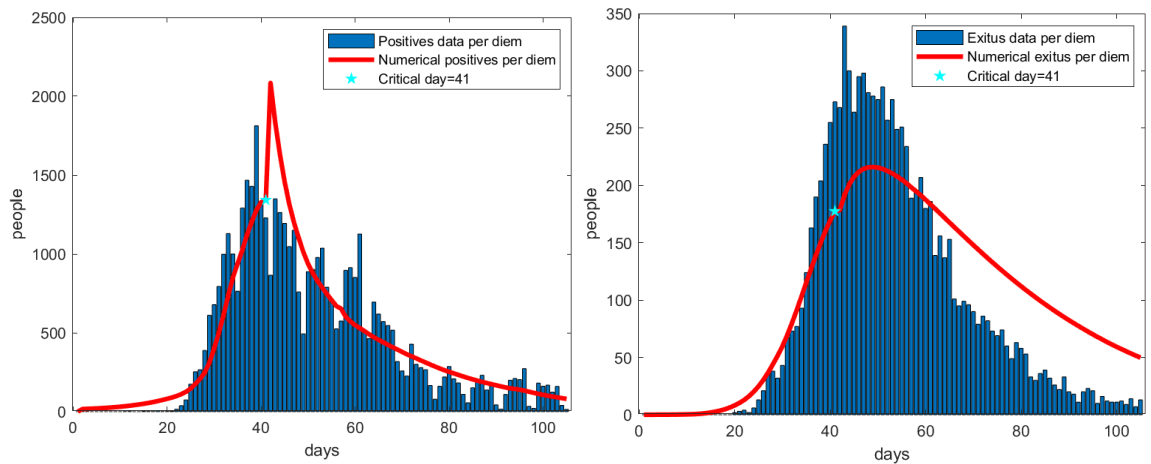 2500
2000
1500
1000
500
0
people
0
20
40
60
80
100
days
Positives data per diem
Numerical positives per diem
Critical day=41
350
300
250
200
150
100
50
0
people
0
20
40
60
80
100
days
Exitus data per diem
Numerical exitus per diem
Critical day=41